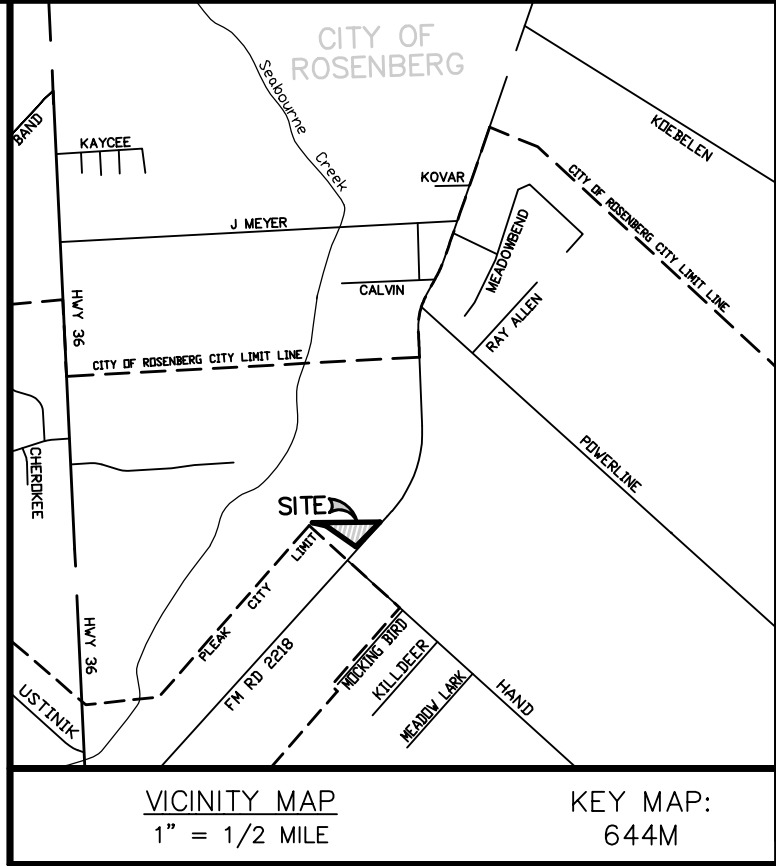 CITY OF
ROSENBERG
Seabourne
Creek
BAND
KAYCEE
KOEBELEN
KOVAR
CITY OF ROSENBERG CITY LIMIT LINE
J MEYER
MEADOWBEND
CALVIN
HWY 36
RAY ALLEN
CITY OF ROSENBERG CITY LIMIT LINE
CHEROKEE
POWERLINE
SITE
PLEAK CITY LIMIT
HWY 36
FM RD 2218
MOCKING BIRD
KILLDEER
MEADOW LARK
HAND
USTINIK
VICINITY MAP
1" = 1/2 MILE
KEY MAP:
644M